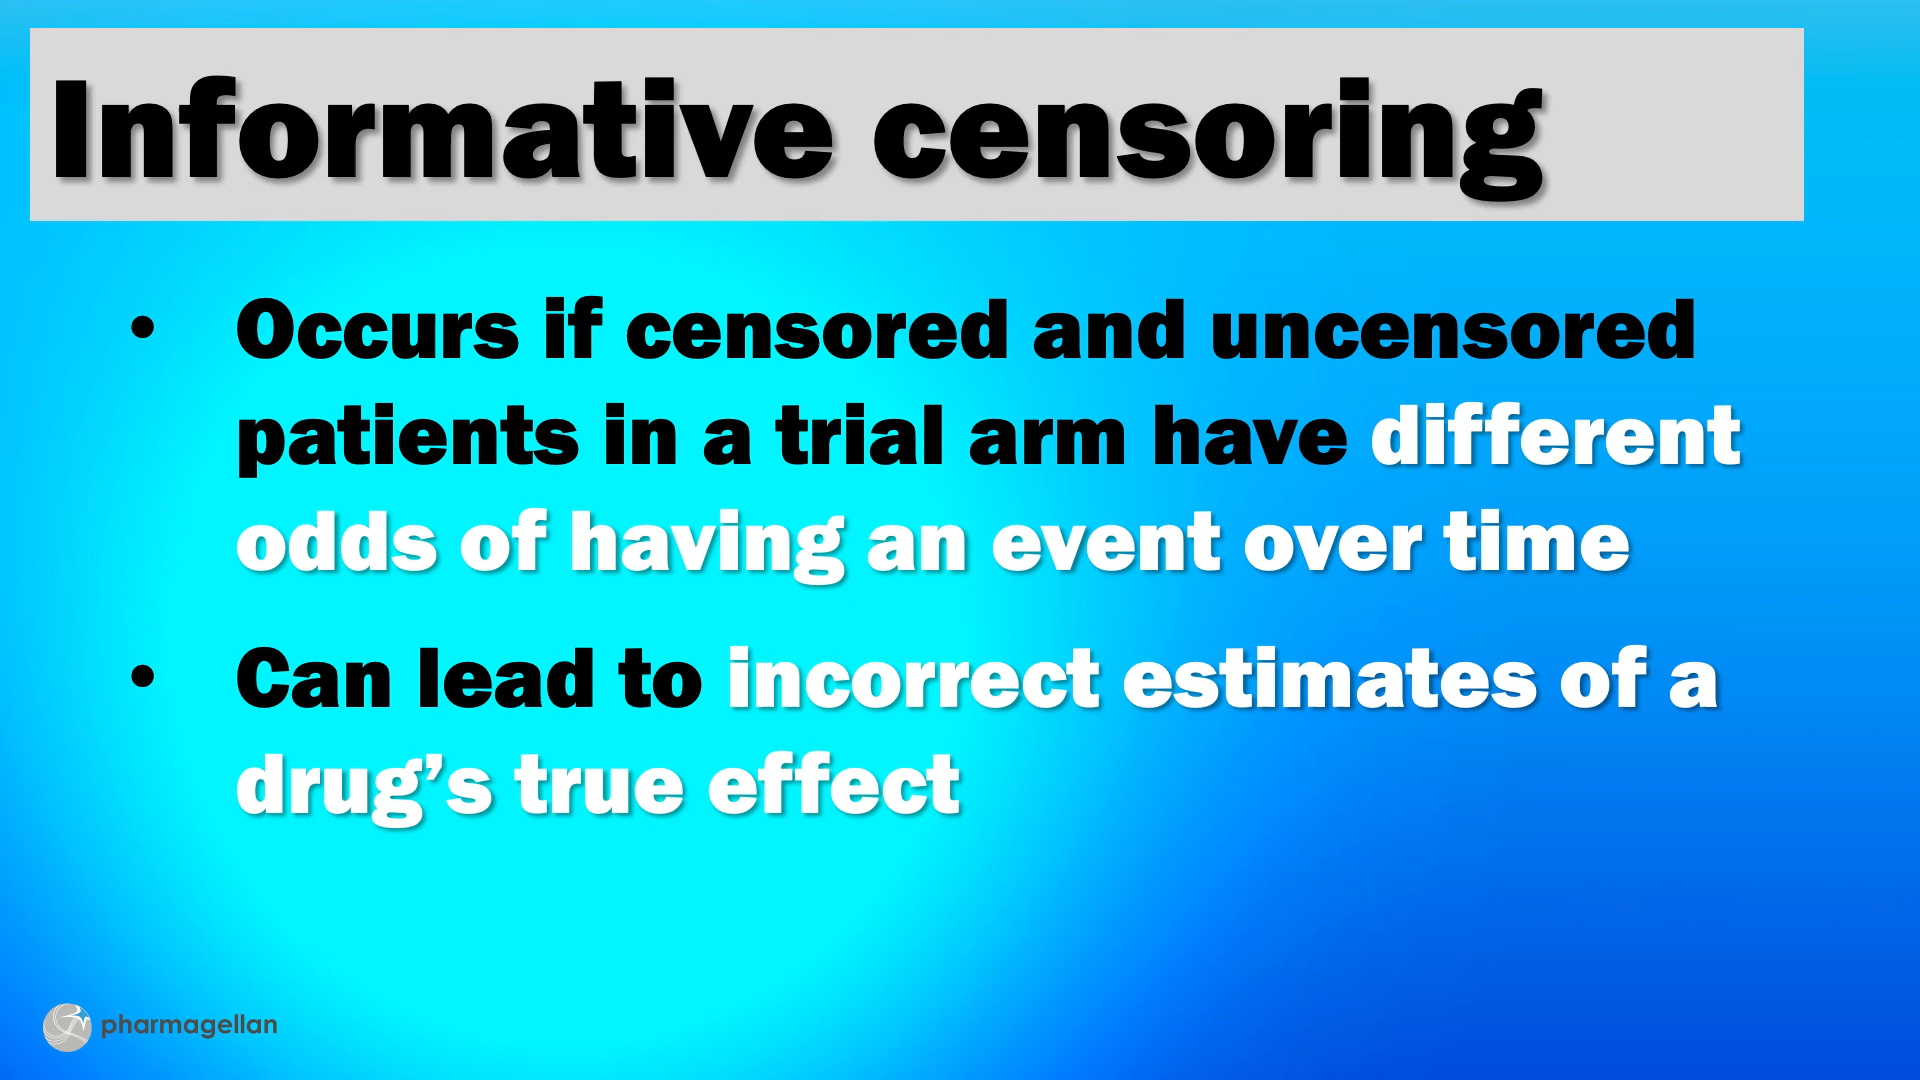 Informative censoring
• Occurs if censored and uncensored
patients in a trial arm have different
odds of having an event over time
• Can lead to incorrect estimates of a
drug’s true effect
pharmagellan